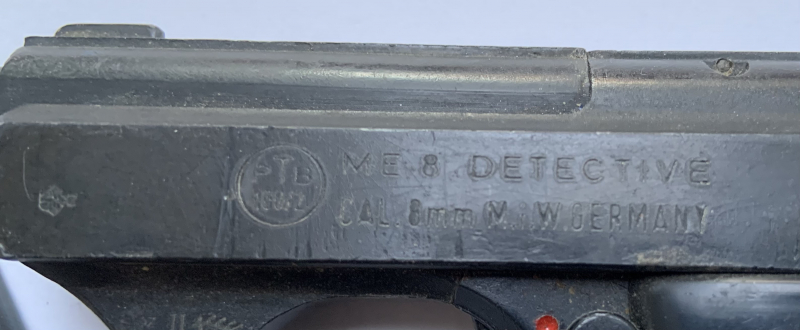 PTB
ME 8 DETECTIVE
CAL. 8mm W.GERMANY